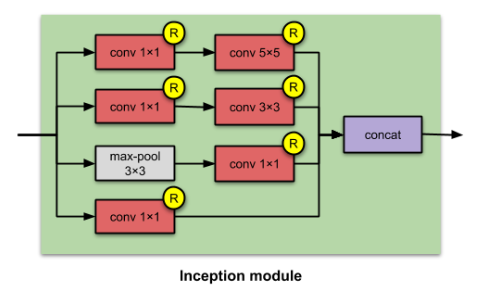 R
R
conv 1×1
conv 5×5
R
R
conv 1×1
conv 3×3
R
max-pool
3×3
conv 1×1
concat
R
conv 1×1
Inception module